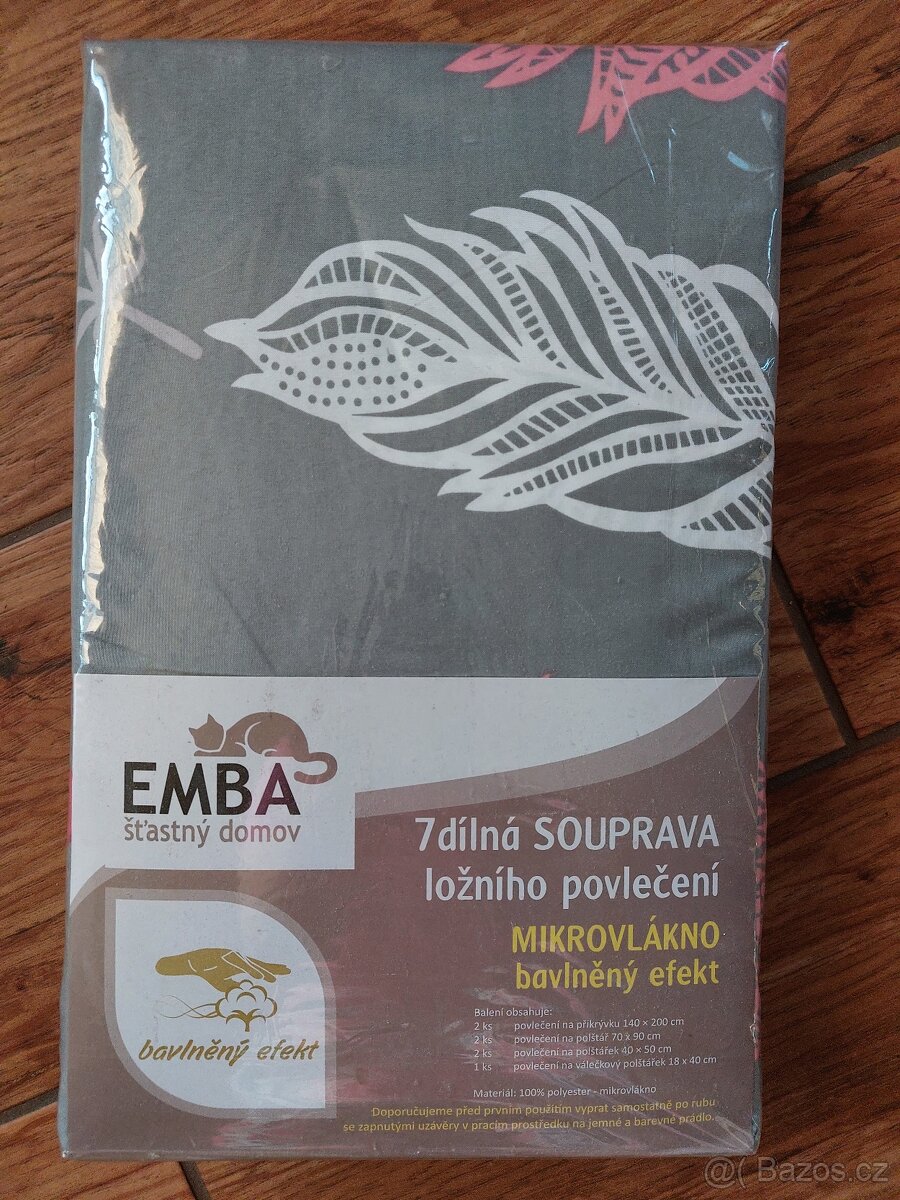 EMBA
šťastný domov
7dílná SOUPRAVA
ložního povlečení
MIKROVLÁKNO
bavlněný efekt
bavlněný efekt
Balení obsahuje:
2 ks povlečení na přikrývku 140 × 200 cm
2 ks povlečení na polštář 70 x 90 cm
2 ks povlečení na polštářek 40 × 50 cm
1 ks povlečení na válečkový polštářek 18 x 40 cm
Materiál: 100% polyester - mikrovlákno
Doporučujeme před prvním použitím vyprat samostatně po rubu
se zapnutými uzávěry v pracím prostředku na jemné a barevné prádlo.
Bazos.cz